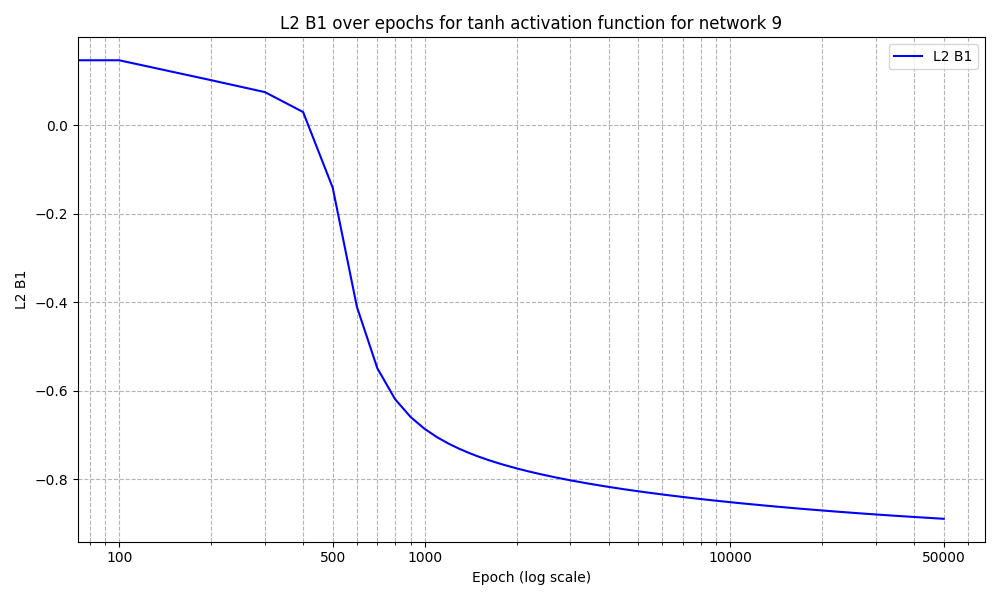 L2 B1 over epochs for tanh activation function for network 9
L2 B1
0.0
−0.2
−0.4
−0.6
−0.8
L2 B1
100
500
1000
10000
50000
Epoch (log scale)